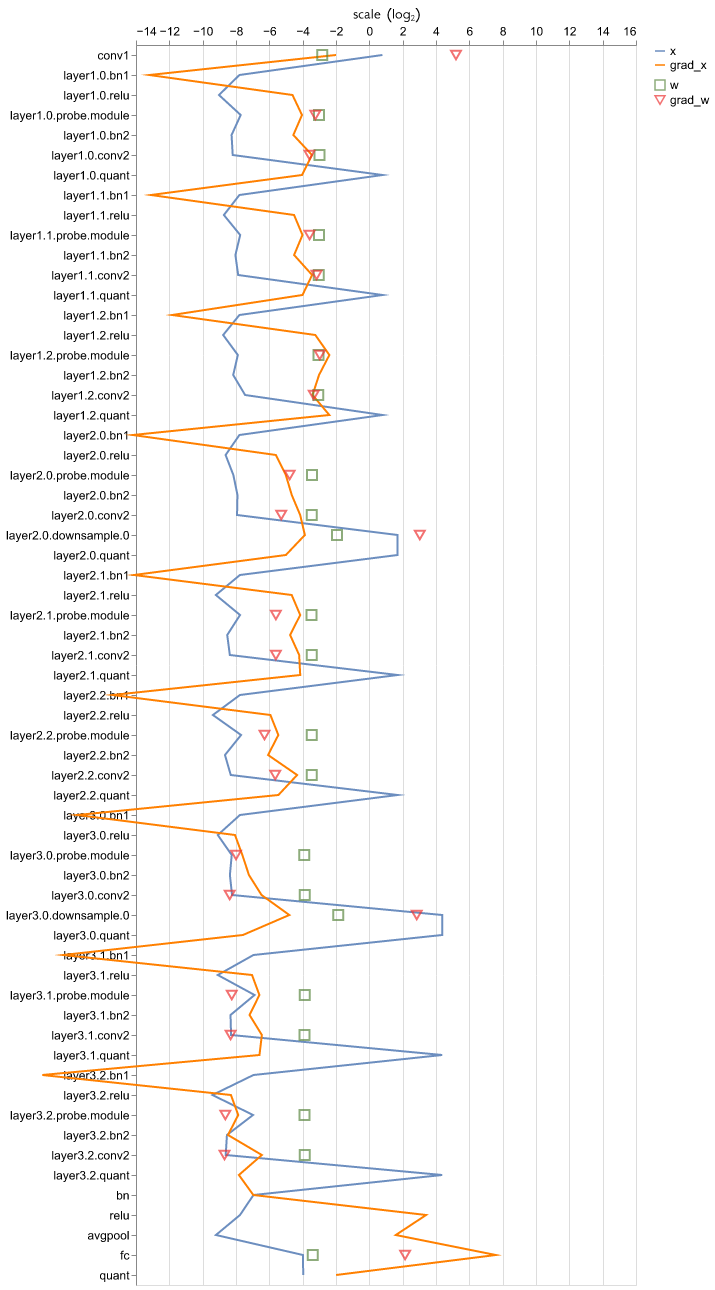 scale (log₂)
−14 −12 −10 −8 −6 −4 −2 0 2 4 6 8 10 12 14 16
conv1
layer1.0.bn1
layer1.0.relu
layer1.0.probe.module
layer1.0.bn2
layer1.0.conv2
layer1.0.quant
layer1.1.bn1
layer1.1.relu
layer1.1.probe.module
layer1.1.bn2
layer1.1.conv2
layer1.1.quant
layer1.2.bn1
layer1.2.relu
layer1.2.probe.module
layer1.2.bn2
layer1.2.conv2
layer1.2.quant
layer2.0.bn1
layer2.0.relu
layer2.0.probe.module
layer2.0.bn2
layer2.0.conv2
layer2.0.downsample.0
layer2.0.quant
layer2.1.bn1
layer2.1.relu
layer2.1.probe.module
layer2.1.bn2
layer2.1.conv2
layer2.1.quant
layer2.2.bn1
layer2.2.relu
layer2.2.probe.module
layer2.2.bn2
layer2.2.conv2
layer2.2.quant
layer3.0.bn1
layer3.0.relu
layer3.0.probe.module
layer3.0.bn2
layer3.0.conv2
layer3.0.downsample.0
layer3.0.quant
layer3.1.bn1
layer3.1.relu
layer3.1.probe.module
layer3.1.bn2
layer3.1.conv2
layer3.1.quant
layer3.2.bn1
layer3.2.relu
layer3.2.probe.module
layer3.2.bn2
layer3.2.conv2
layer3.2.quant
bn
relu
avgpool
fc
quant
x
grad_x
w
grad_w